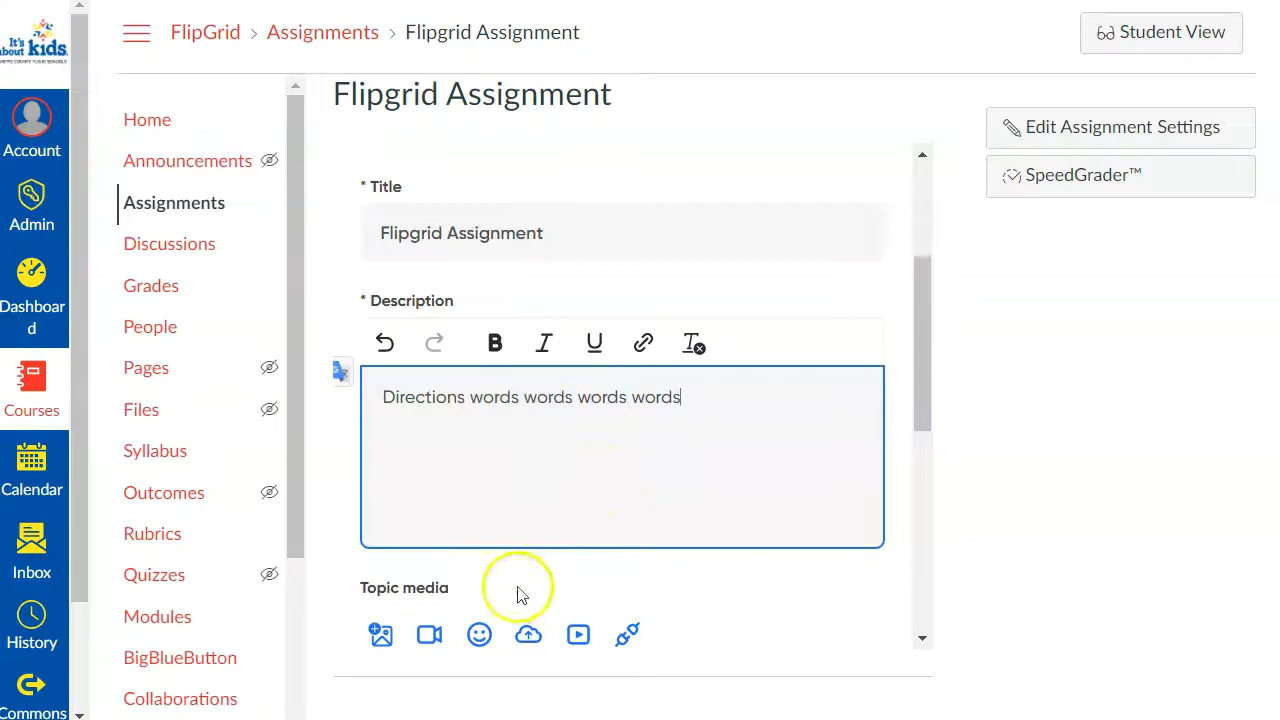 It's
about kids.
FlipGrid > Assignments > Flipgrid Assignment
Student View
Account
Admin
Dashboar
d
Courses
Calendar
Inbox
History
Commons
Home
Announcements
Assignments
Discussions
Grades
People
Pages
Files
Syllabus
Outcomes
Rubrics
Quizzes
Modules
BigBlueButton
Collaborations
Flipgrid Assignment
* Title
Flipgrid Assignment
* Description
B I U
Directions words words words words
Topic media
Edit Assignment Settings
SpeedGrader™